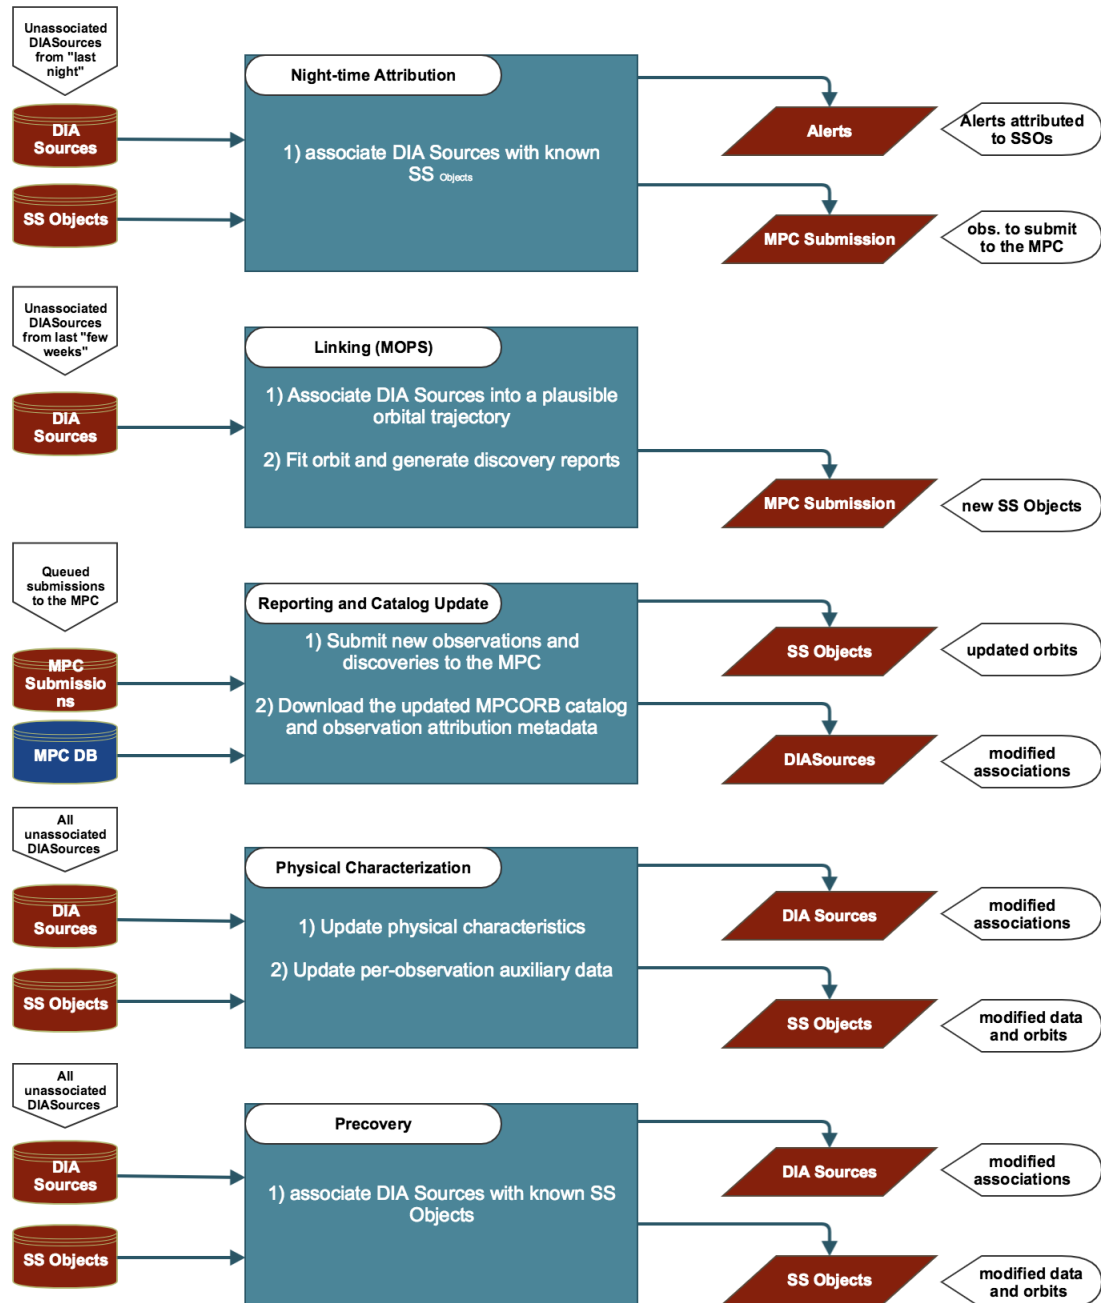 Unassociated
DIASources
from "last
night"
DIA
Sources
SS Objects
Night-time Attribution
1) associate DIA Sources with known
SS Objects
Alerts
Alerts attributed
to SSOs
MPC Submission
obs. to submit
to the MPC
Unassociated
DIASources
from last "few
weeks"
DIA
Sources
Linking (MOPS)
1) Associate DIA Sources into a plausible
orbital trajectory
2) Fit orbit and generate discovery reports
MPC Submission
new SS Objects
Queued
submissions
to the MPC
MPC
Submissio
ns
MPC DB
Reporting and Catalog Update
1) Submit new observations and
discoveries to the MPC
2) Download the updated MPCORB catalog
and observation attribution metadata
SS Objects
updated orbits
DIASources
modified
associations
All
unassociated
DIASources
DIA
Sources
SS Objects
Physical Characterization
1) Update physical characteristics
2) Update per-observation auxiliary data
DIA Sources
modified
associations
SS Objects
modified data
and orbits
All
unassociated
DIASources
DIA
Sources
SS Objects
Precovery
1) associate DIA Sources with known SS
Objects
DIA Sources
modified
associations
SS Objects
modified data
and orbits